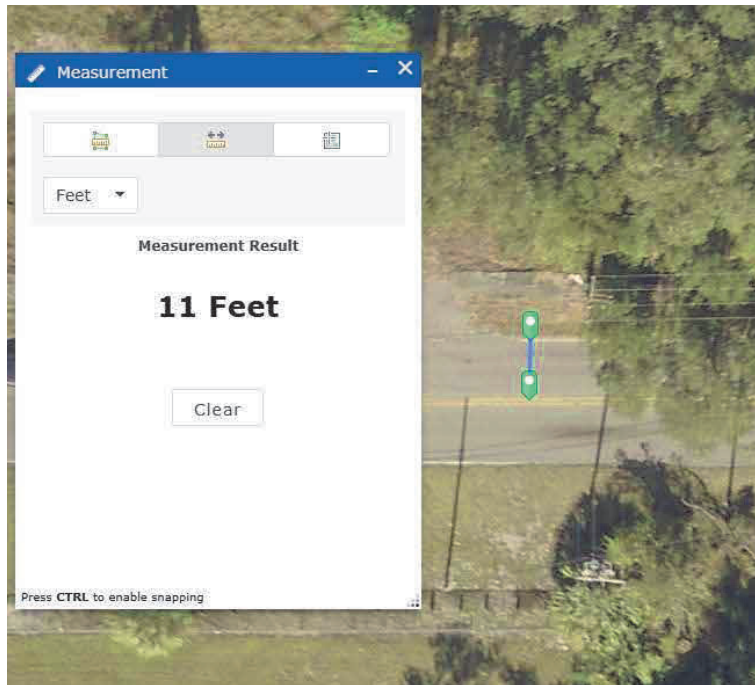 Measurement
Feet
Measurement Result
11 Feet
Clear
Press CTRL to enable snapping